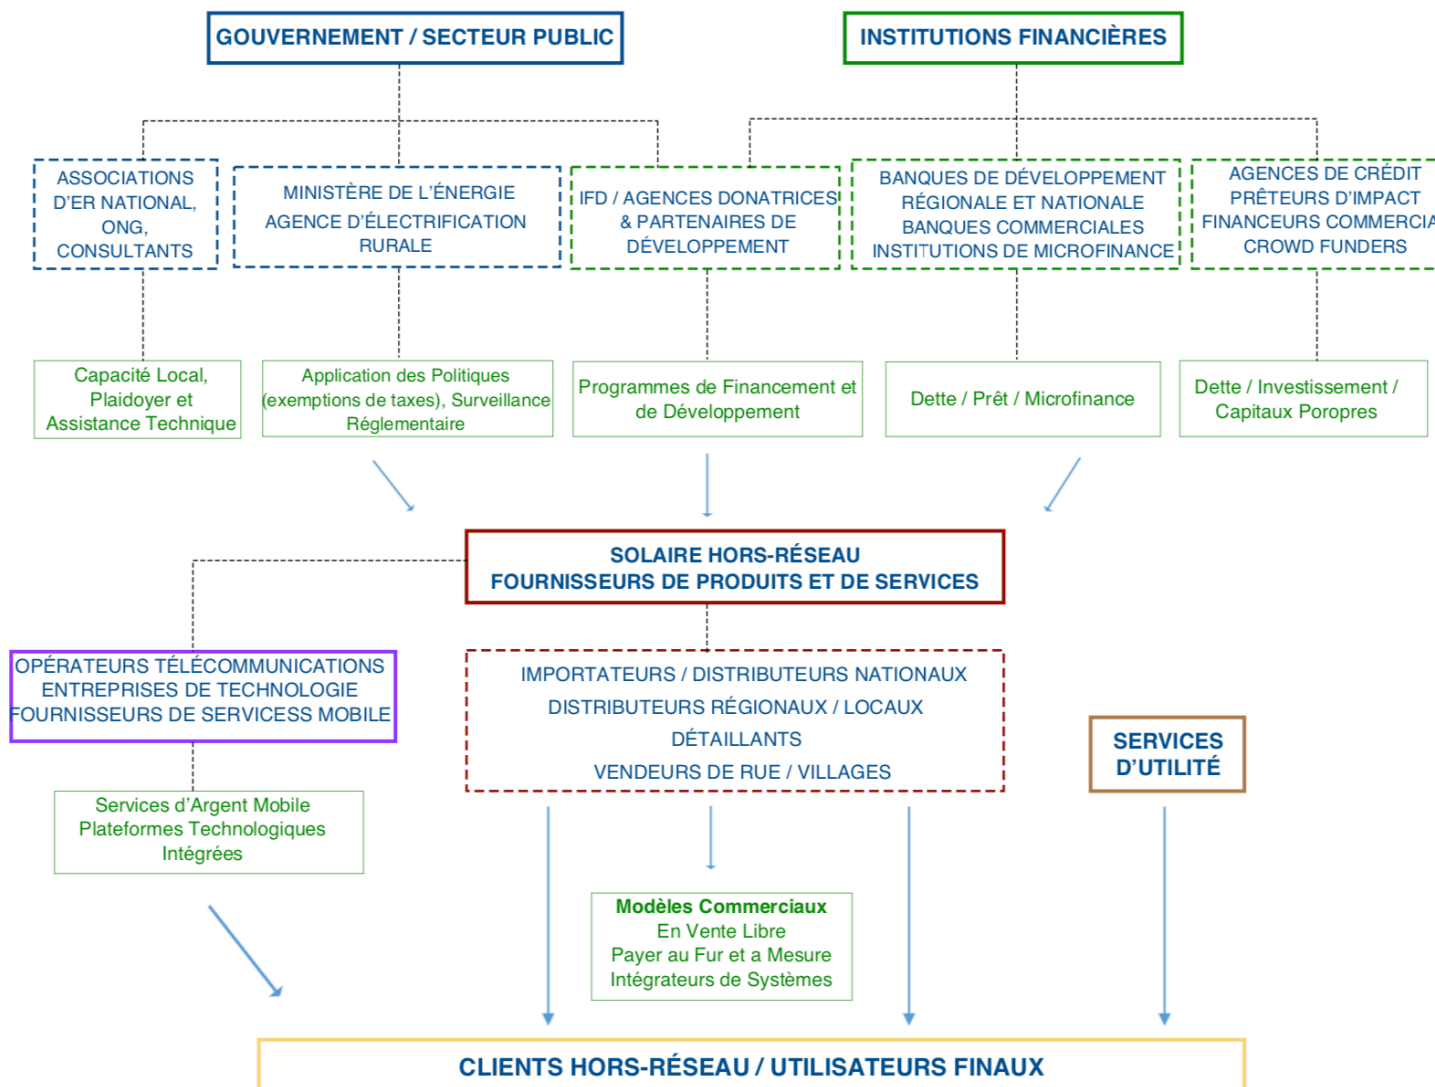 GOUVERNEMENT / SECTEUR PUBLIC
INSTITUTIONS FINANCIÈRES
ASSOCIATIONS
D'ER NATIONAL,
ONG,
CONSULTANTS
MINISTÈRE DE L'ÉNERGIE
AGENCE D'ÉLECTRIFICATION
RURALE
IFD / AGENCES DONATRICES
& PARTENAIRES DE
DÉVELOPPEMENT
BANQUES DE DÉVELOPPEMENT
RÉGIONALE ET NATIONALE
BANQUES COMMERCIALES
INSTITUTIONS DE MICROFINANCE
AGENCES DE CRÉDIT
PRÊTEURS D'IMPACT
FINANCEURS COMMERCIA
CROWD FUNDERS
Capacité Local,
Plaidoyer et
Assistance Technique
Application des Politiques
(exemptions de taxes), Surveillance
Réglementaire
Programmes de Financement et
de Développement
Dette / Prêt / Microfinance
Dette / Investissement /
Capitaux Poropres
SOLAIRE HORS-RÉSEAU
FOURNISSEURS DE PRODUITS ET DE SERVICES
OPÉRATEURS TÉLÉCOMMUNICATIONS
ENTREPRISES DE TECHNOLOGIE
FOURNISSEURS DE SERVICESS MOBILE
IMPORTATEURS / DISTRIBUTEURS NATIONAUX
DISTRIBUTEURS RÉGIONAUX / LOCAUX
DÉTAILLANTS
VENDEURS DE RUE / VILLAGES
SERVICES
D'UTILITÉ
Services d'Argent Mobile
Plateformes Technologiques
Intégrées
Modèles Commerciaux
En Vente Libre
Payer au Fur et a Mesure
Intégrateurs de Systèmes
CLIENTS HORS-RÉSEAU / UTILISATEURS FINAUX